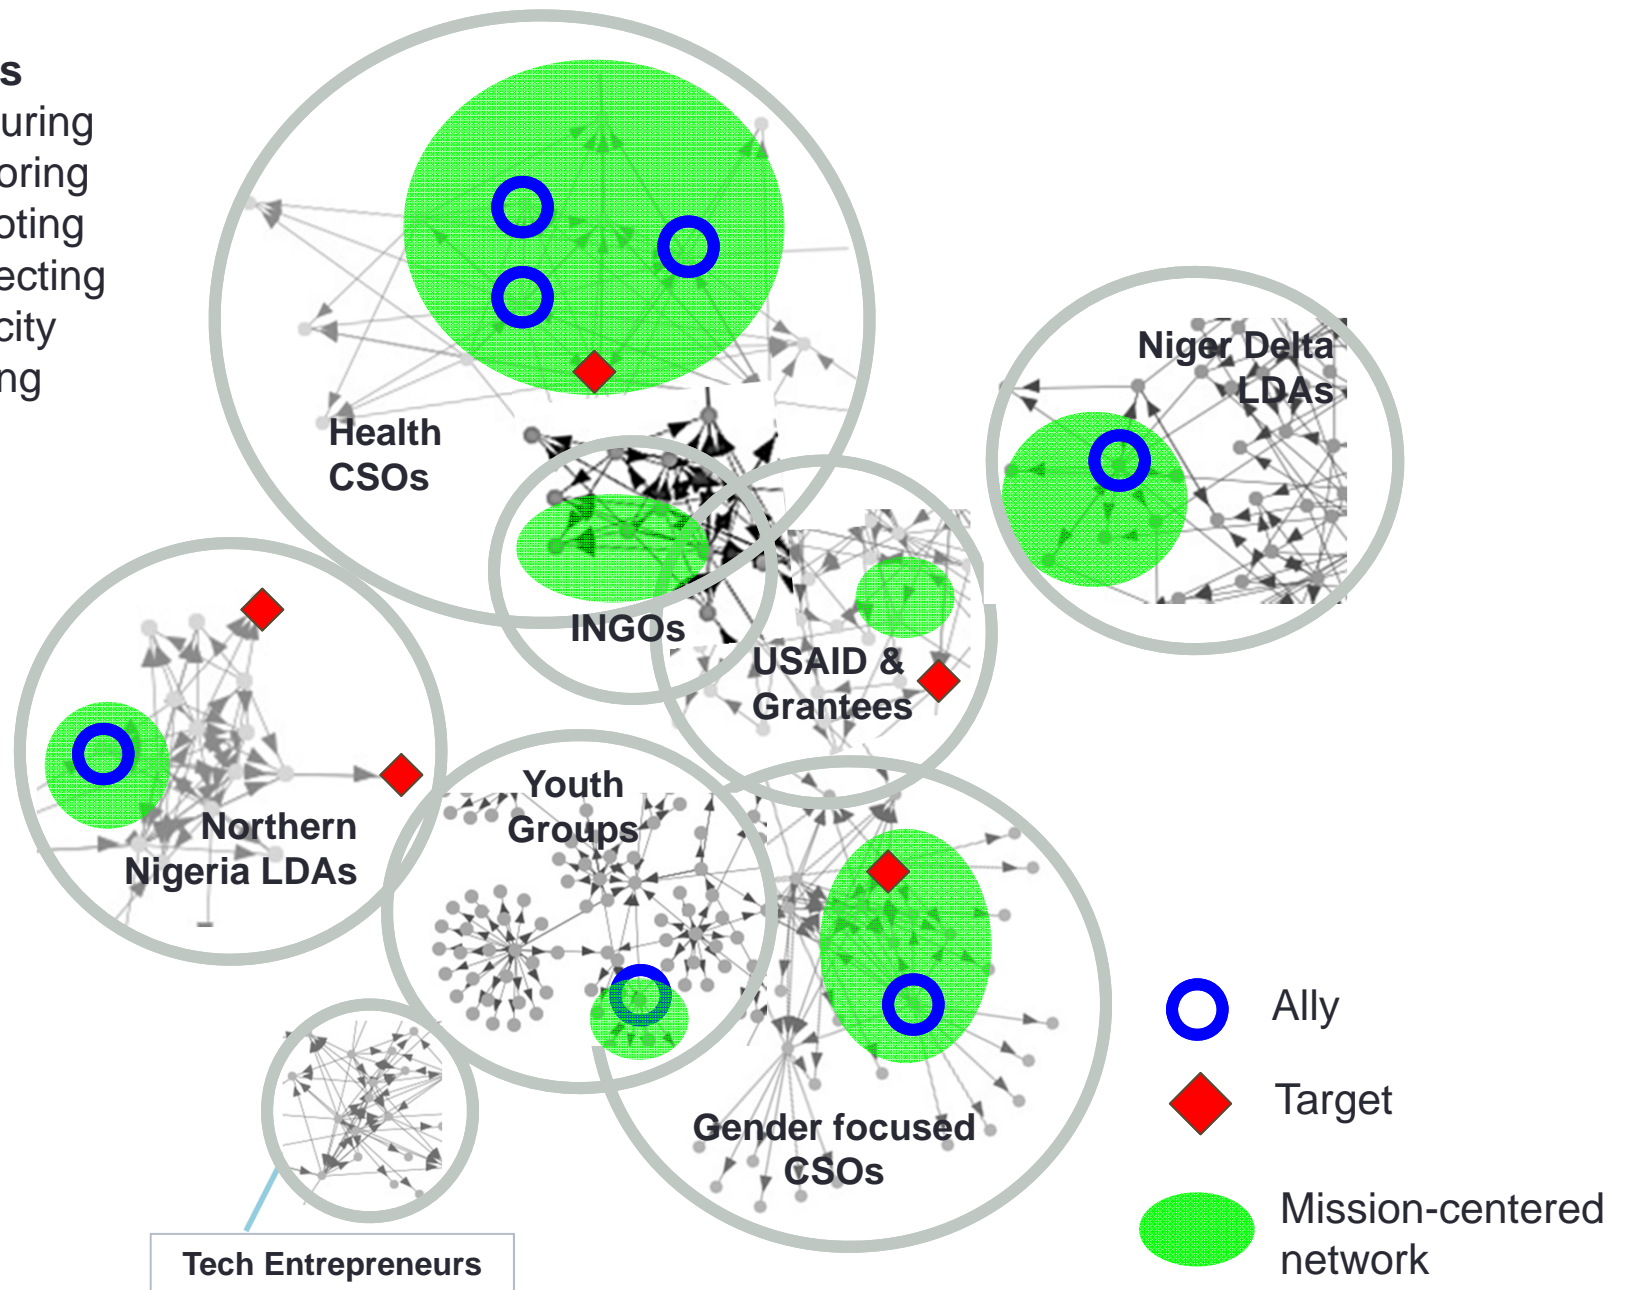 s
uring
oring
oting
ecting
city
ng
Health
CSOs
Niger Delta
LDAs
INGOs
USAID &
Grantees
Northern
Nigeria LDAs
Youth
Groups
Gender focused
CSOs
Tech Entrepreneurs
Ally
Target
Mission-centered
network